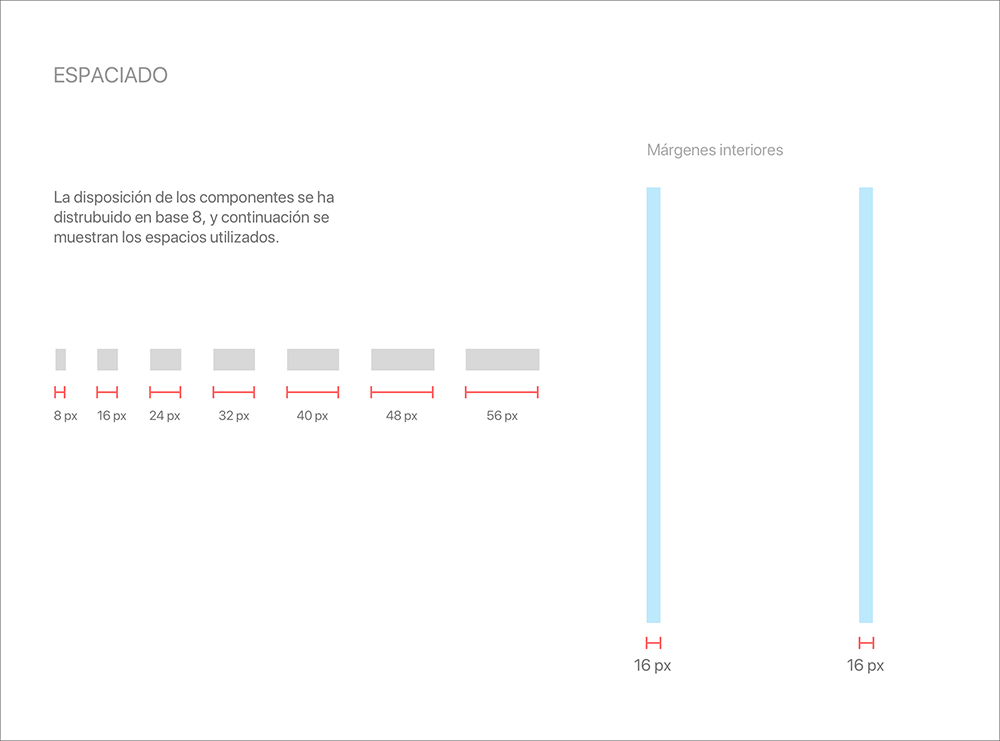 ESPACIADO
La disposición de los componentes se ha
distrubuido en base 8, y continuación se
muestran los espacios utilizados.
8 px 16 px 24 px 32 px 40 px 48 px 56 px
Márgenes interiores
16 px 16 px